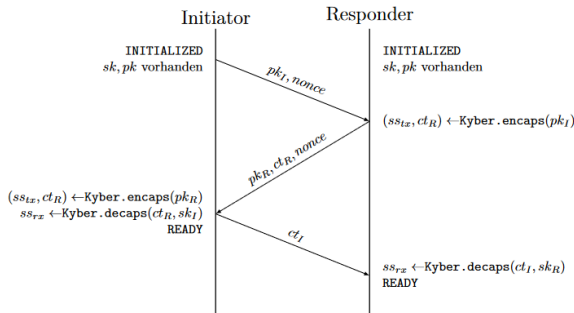 Initiator
Responder
INITIALIZED
sk, pk vorhanden
INITIALIZED
sk, pk vorhanden
pk_I, nonce
(ss_tx, ct_R) ←Kyber.encaps(pk_I)
pk_R, ct_R, nonce
(ss_tx, ct_R) ←Kyber.encaps(pk_R)
ss_rx ←Kyber.decaps(ct_R, sk_I)
READY
ct_I
ss_rx ←Kyber.decaps(ct_I, sk_R)
READY